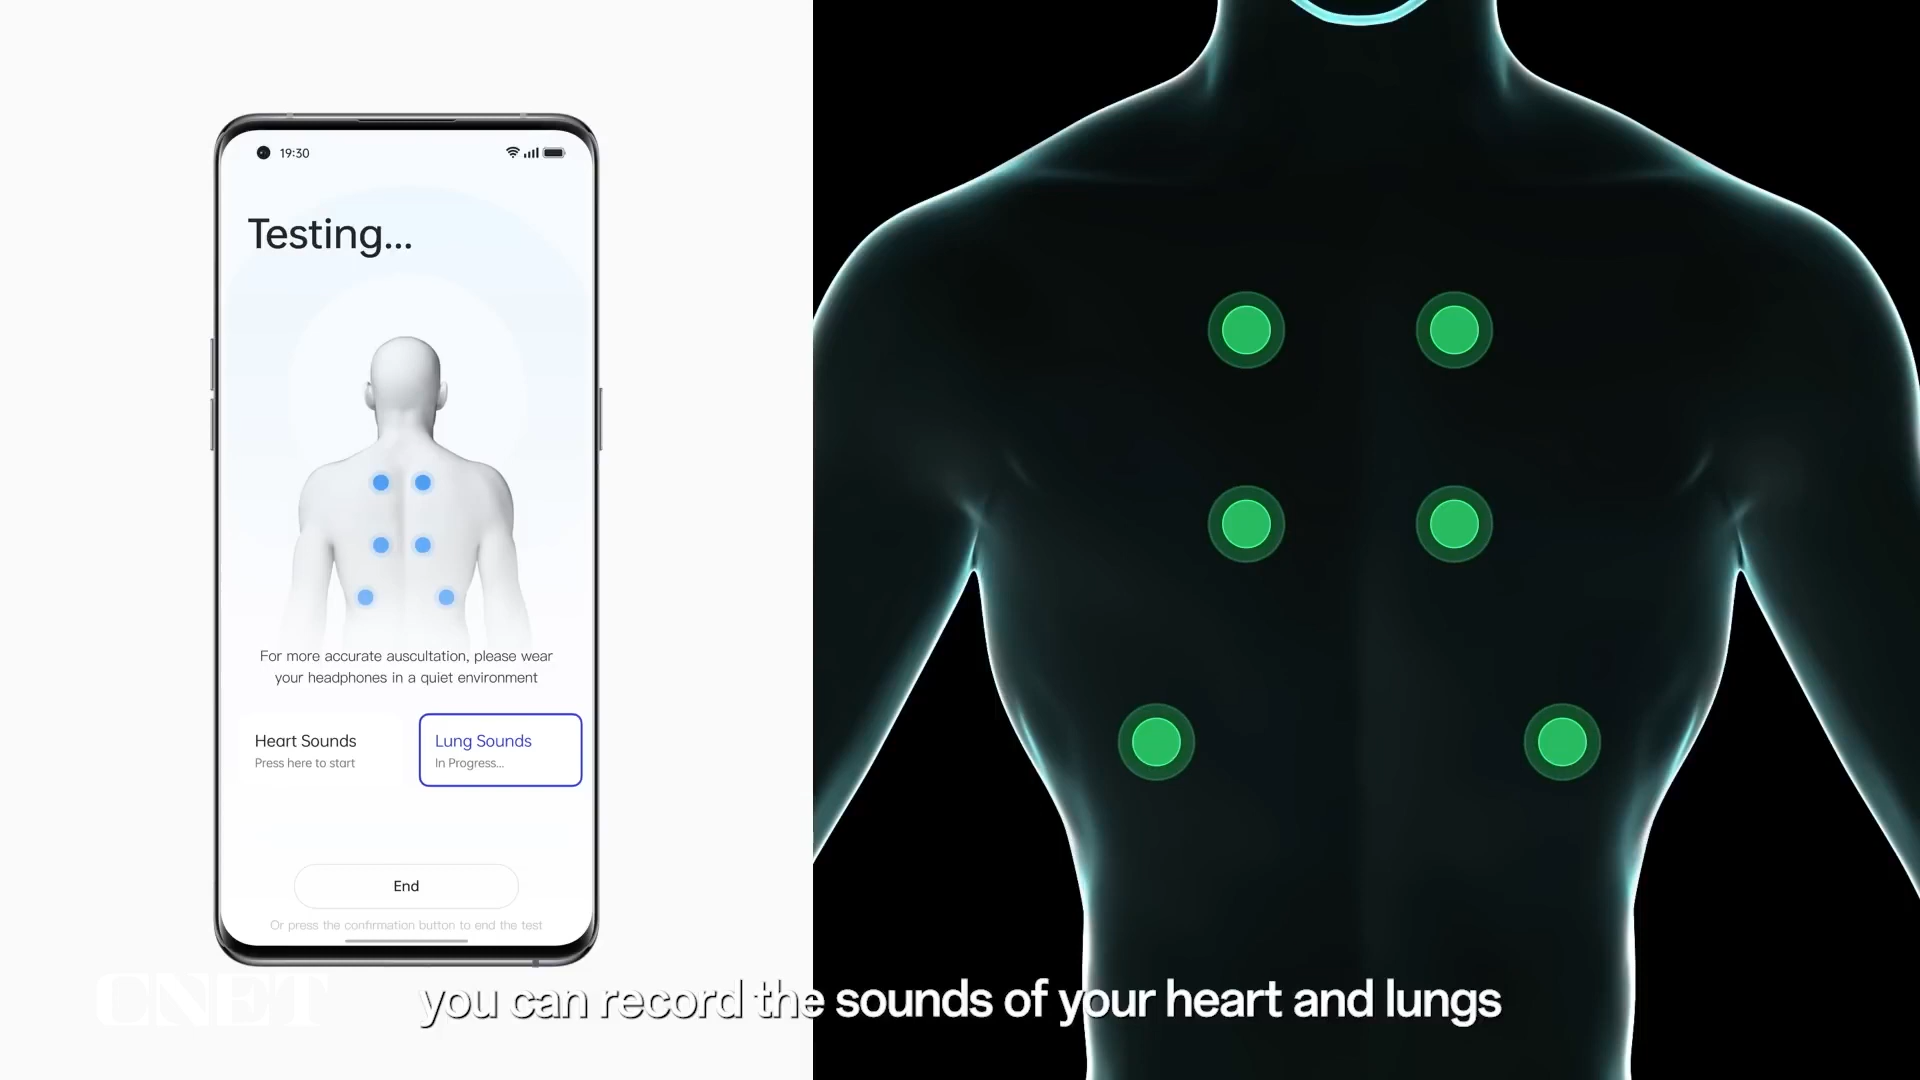 19:30
Testing...
For more accurate auscultation, please wear
your headphones in a quiet environment
Heart Sounds
Press here to start
Lung Sounds
In Progress...
End
Or press the confirmation button to end the test
CNET
you can record the sounds of your heart and lungs